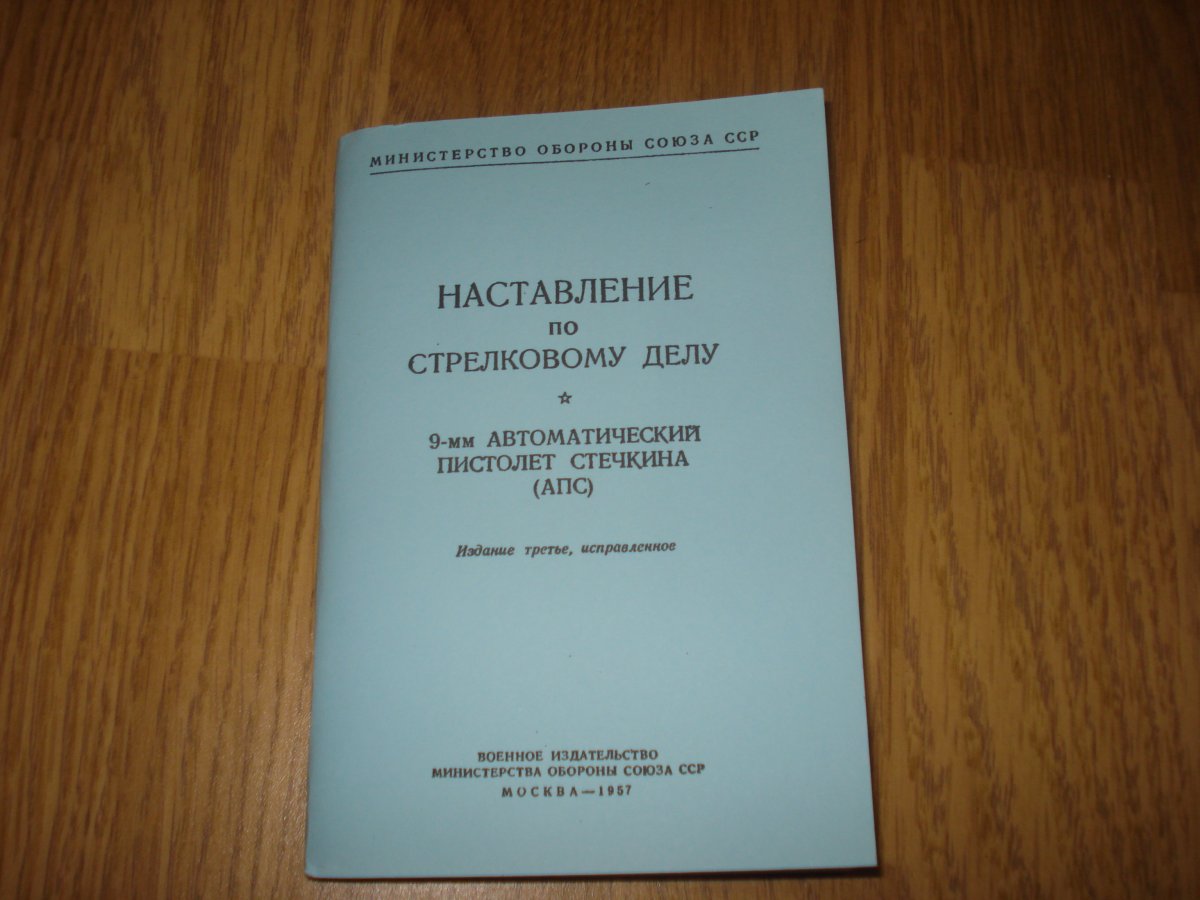 МИНИСТЕРСТВО ОБОРОНЫ СОЮЗА ССР
НАСТАВЛЕНИЕ
ПО
СТРЕЛКОВОМУ ДЕЛУ
☆
9-мм АВТОМАТИЧЕСКИЙ
ПИСТОЛЕТ СТЕЧКИНА
(АПС)
Издание третье, исправленное
ВОЕННОЕ ИЗДАТЕЛЬСТВО
МИНИСТЕРСТВА ОБОРОНЫ СОЮЗА ССР
МОСКВА—1957